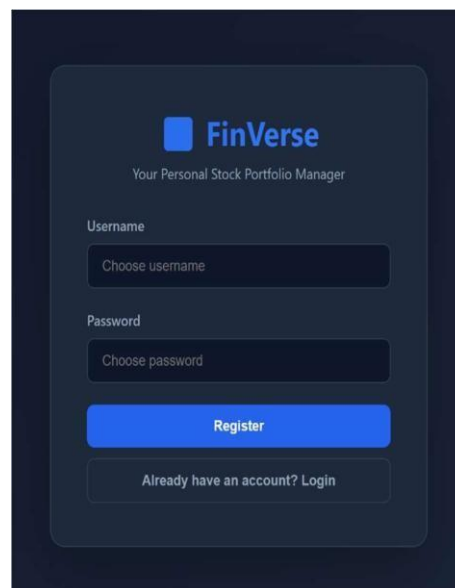 FinVerse
Your Personal Stock Portfolio Manager
Username
Choose username
Password
Choose password
Register
Already have an account? Login